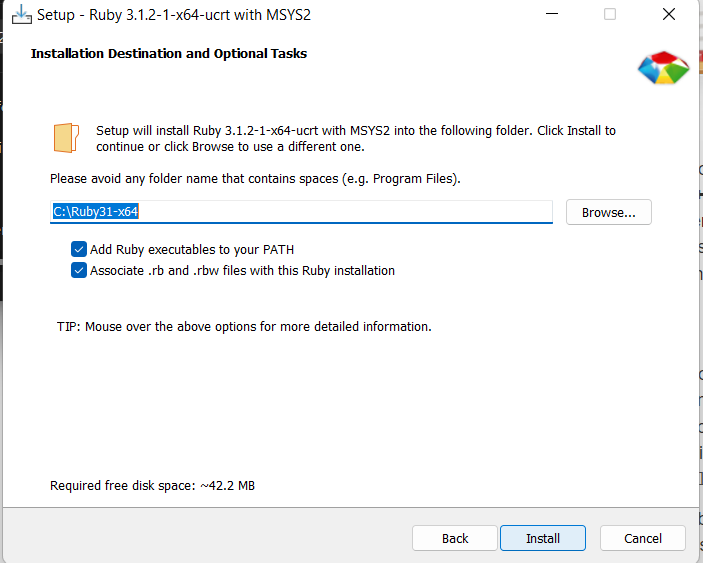 Setup - Ruby 3.1.2-1-x64-ucrt with MSYS2
Installation Destination and Optional Tasks
Setup will install Ruby 3.1.2-1-x64-ucrt with MSYS2 into the following folder. Click Install to
continue or click Browse to use a different one.
Please avoid any folder name that contains spaces (e.g. Program Files).
C:\Ruby31-x64
Browse...
Add Ruby executables to your PATH
Associate .rb and .rbw files with this Ruby installation
TIP: Mouse over the above options for more detailed information.
Required free disk space: ~42.2 MB
Back
Install
Cancel